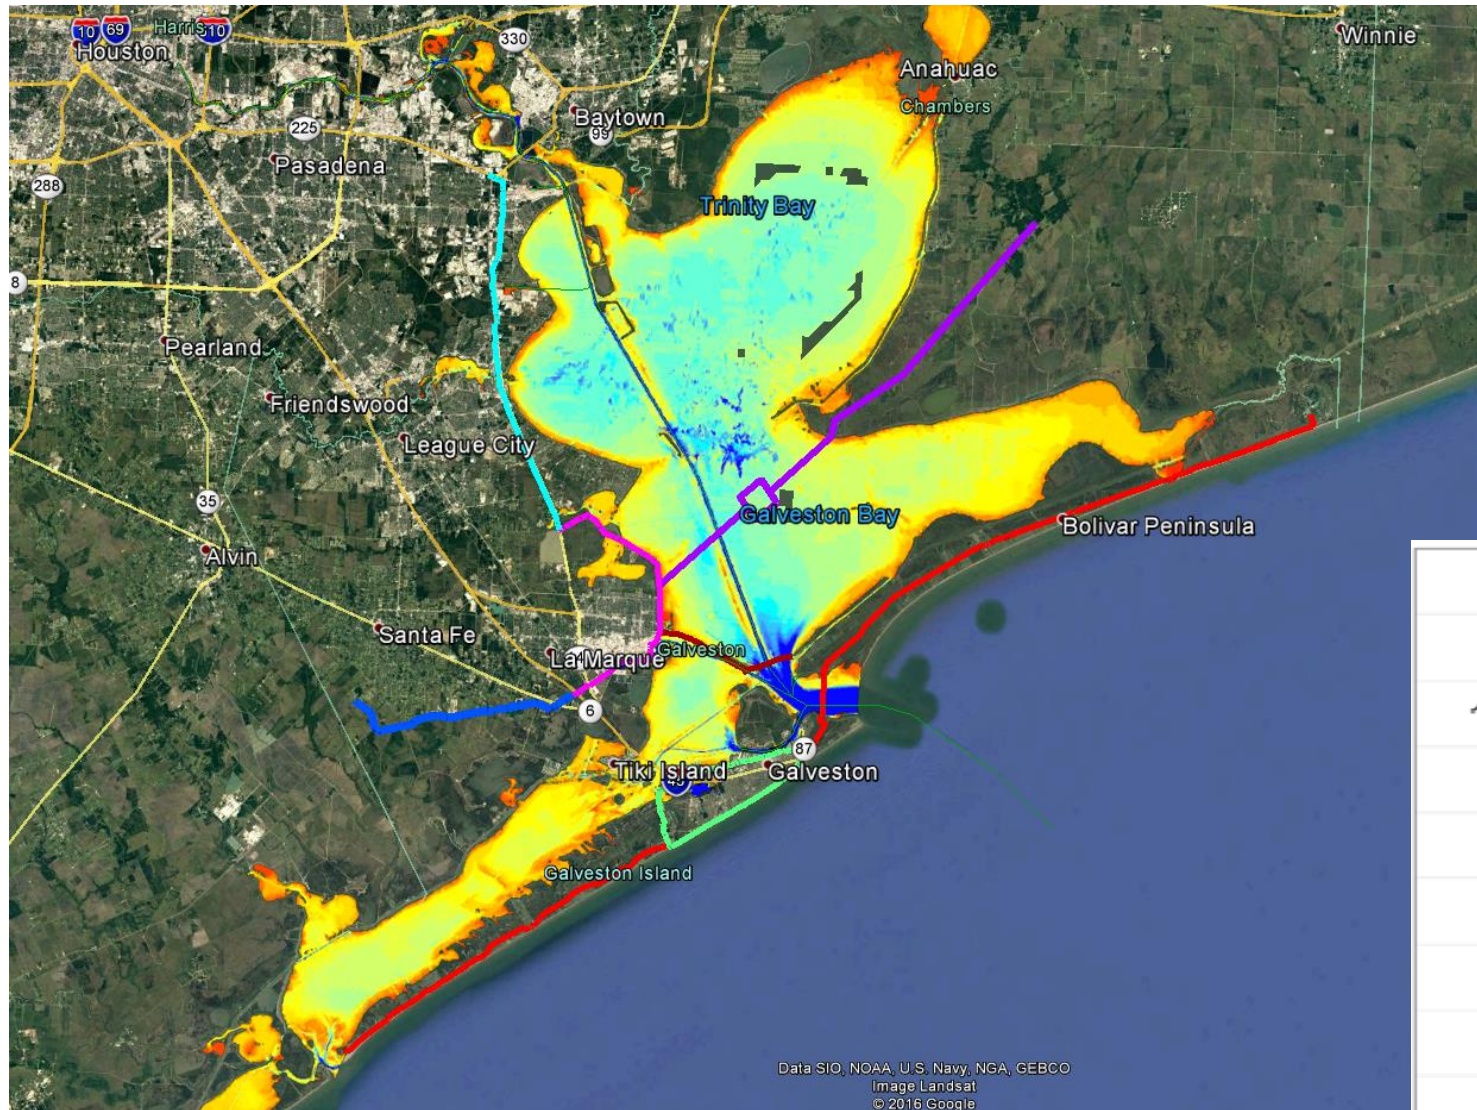 10
69
Harris
10
Houston
330
Winnie
Anahuac
Chambers
Baytown
99
225
Pasadena
288
Trinity Bay
8
Pearland
Friendswood
League City
35
Galveston Bay
Bolivar Peninsula
Alvin
Santa Fe
Galveston
La Marque
6
87
Tiki Island
Galveston
45
Galveston Island
Data SIO, NOAA, U.S. Navy, NGA, GEBCO
Image Landsat
© 2016 Google